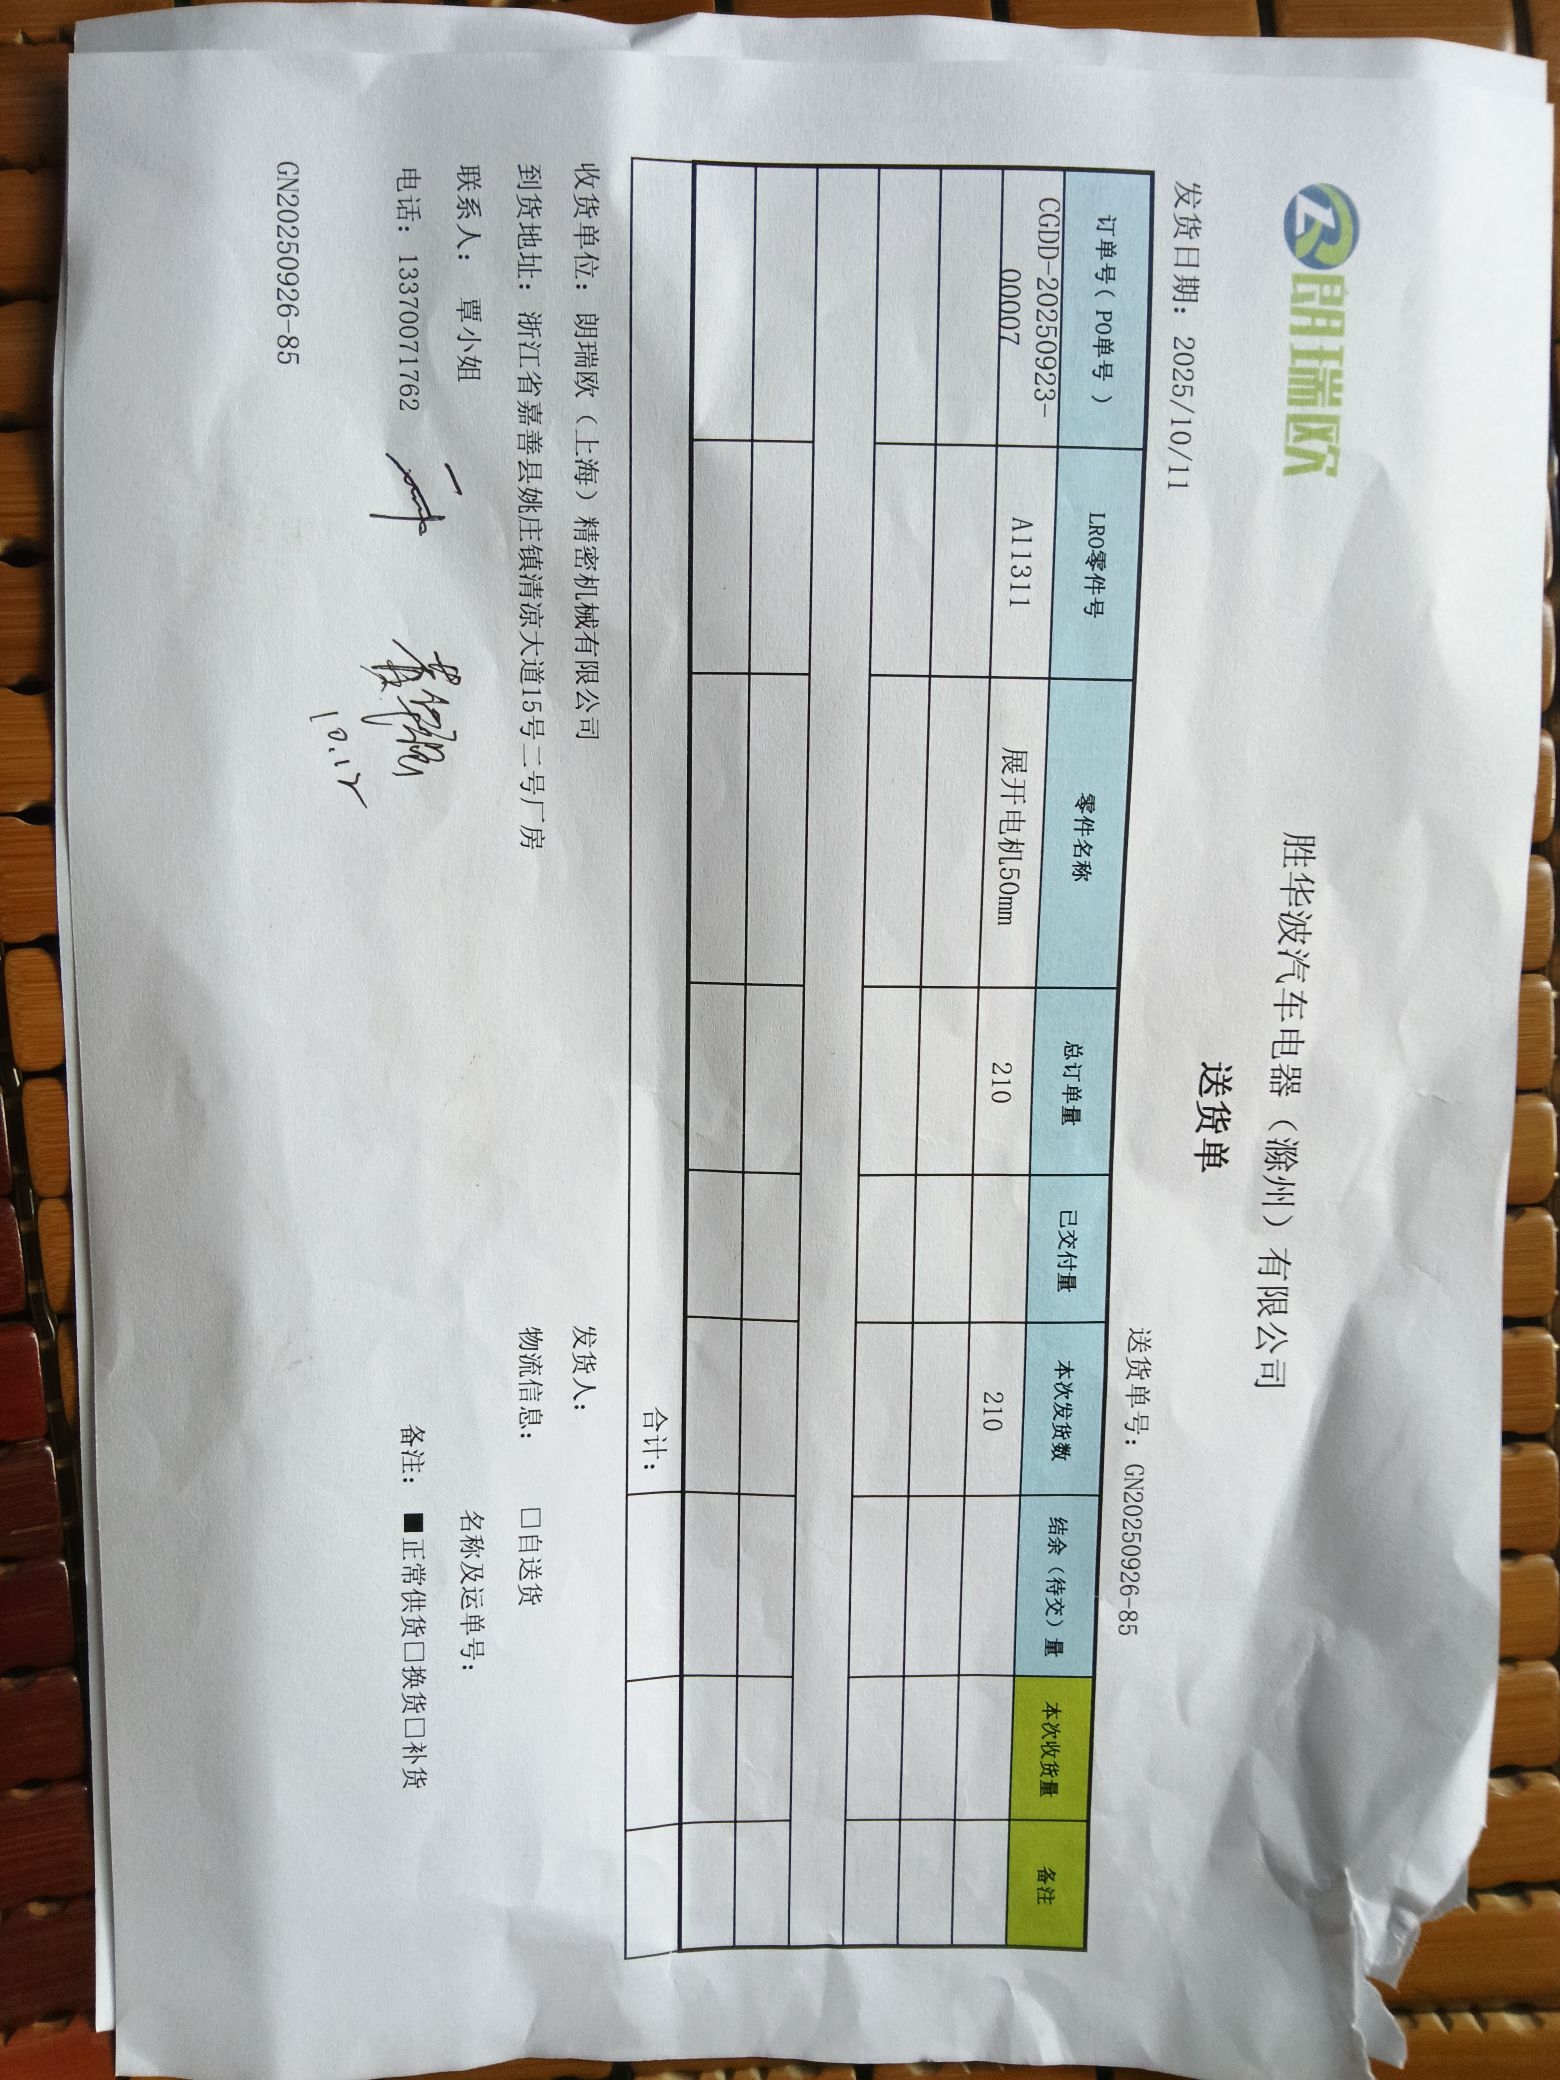 朗瑞欧
胜华波汽车电器（滁州）有限公司
送货单
发货日期：2025/10/11
送货单号：GN20250926-85
订单号（PO单号） LRO零件号 零件名称 总订单量 已交付量 本次发货数 结余（待交）量 本次收货量 备注
CGDD-20250923-
00007 A11311 展开电机50mm 210 210
合计：
收货单位：朗瑞欧（上海）精密机械有限公司 发货人：
到货地址：浙江省嘉善县姚庄镇清凉大道15号二号厂房 物流信息： □自送货
联系人： 覃小姐 名称及运单号：
电话：13370071762 备注： ■正常供货□换货□补货
10.12
GN20250926-85